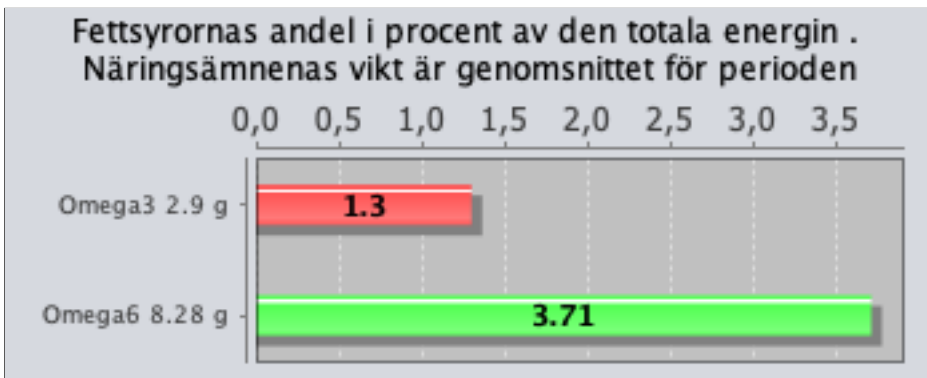 Fettsyrornas andel i procent av den totala energin .
Näringsämnenas vikt är genomsnittet för perioden
0,0 0,5 1,0 1,5 2,0 2,5 3,0 3,5
Omega3 2.9 g 1.3
Omega6 8.28 g 3.71